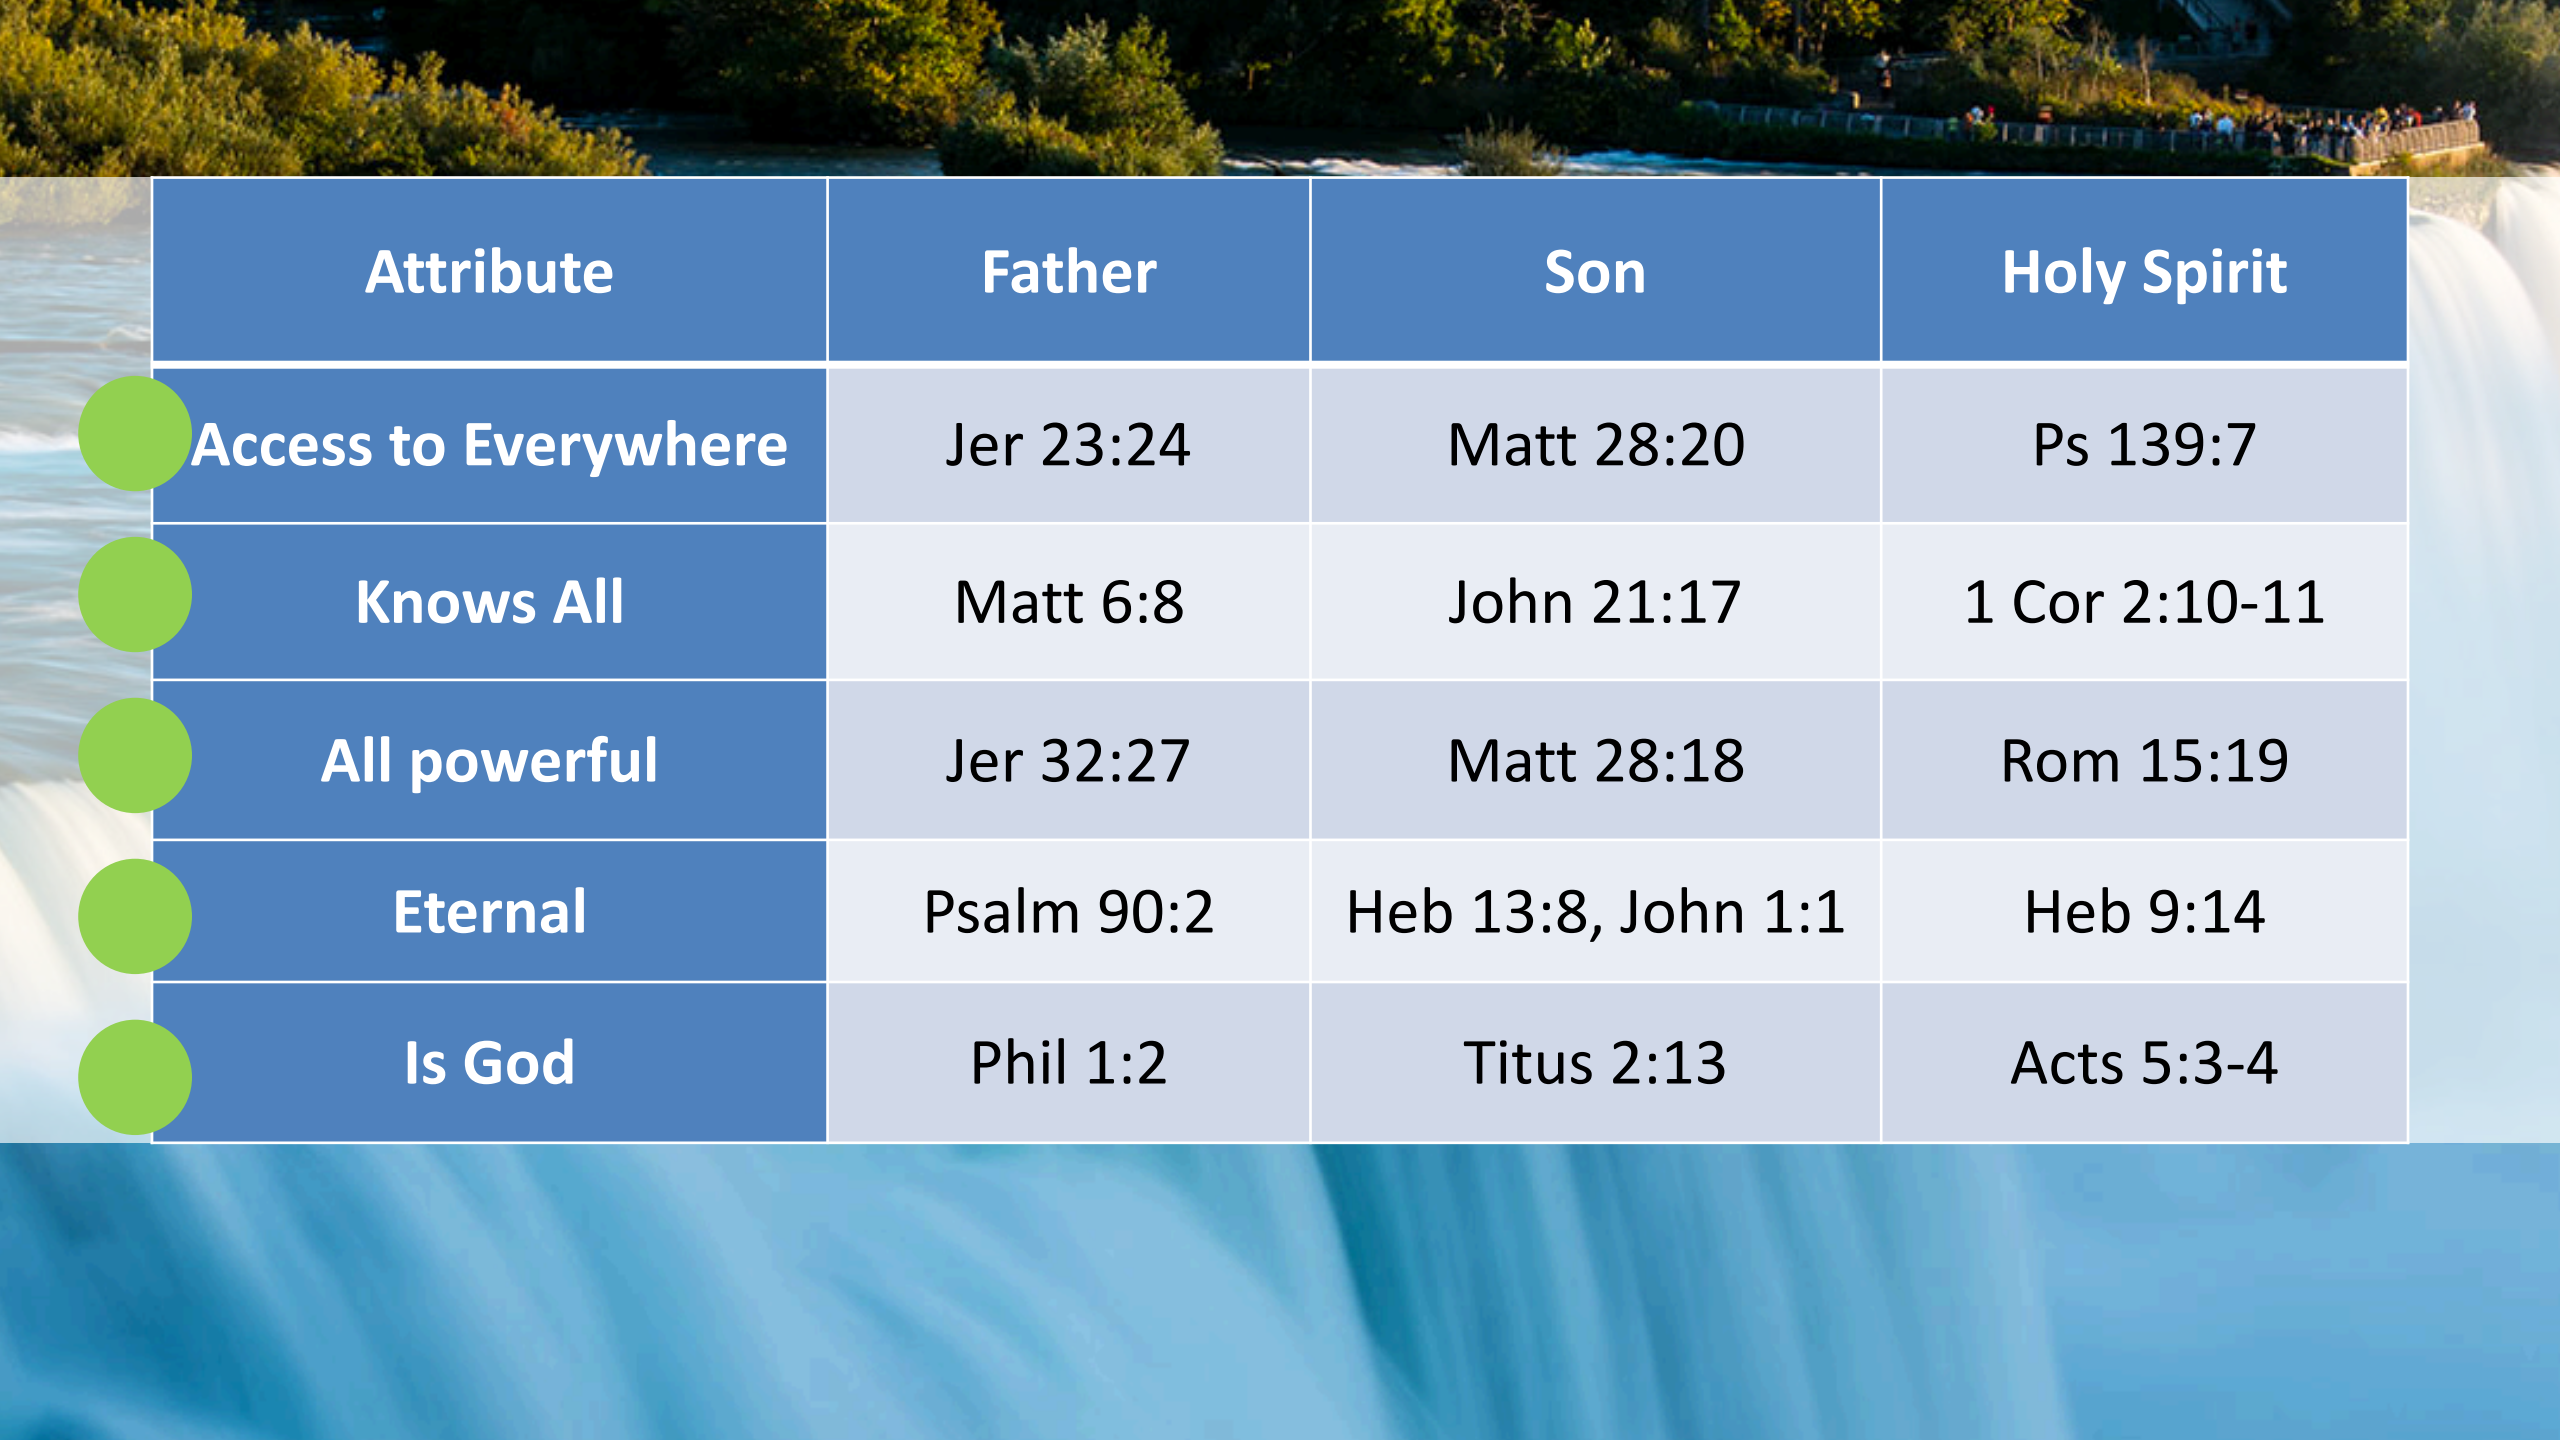 Attribute Father Son Holy Spirit
Access to Everywhere Jer 23:24 Matt 28:20 Ps 139:7
Knows All Matt 6:8 John 21:17 1 Cor 2:10-11
All powerful Jer 32:27 Matt 28:18 Rom 15:19
Eternal Psalm 90:2 Heb 13:8, John 1:1 Heb 9:14
Is God Phil 1:2 Titus 2:13 Acts 5:3-4